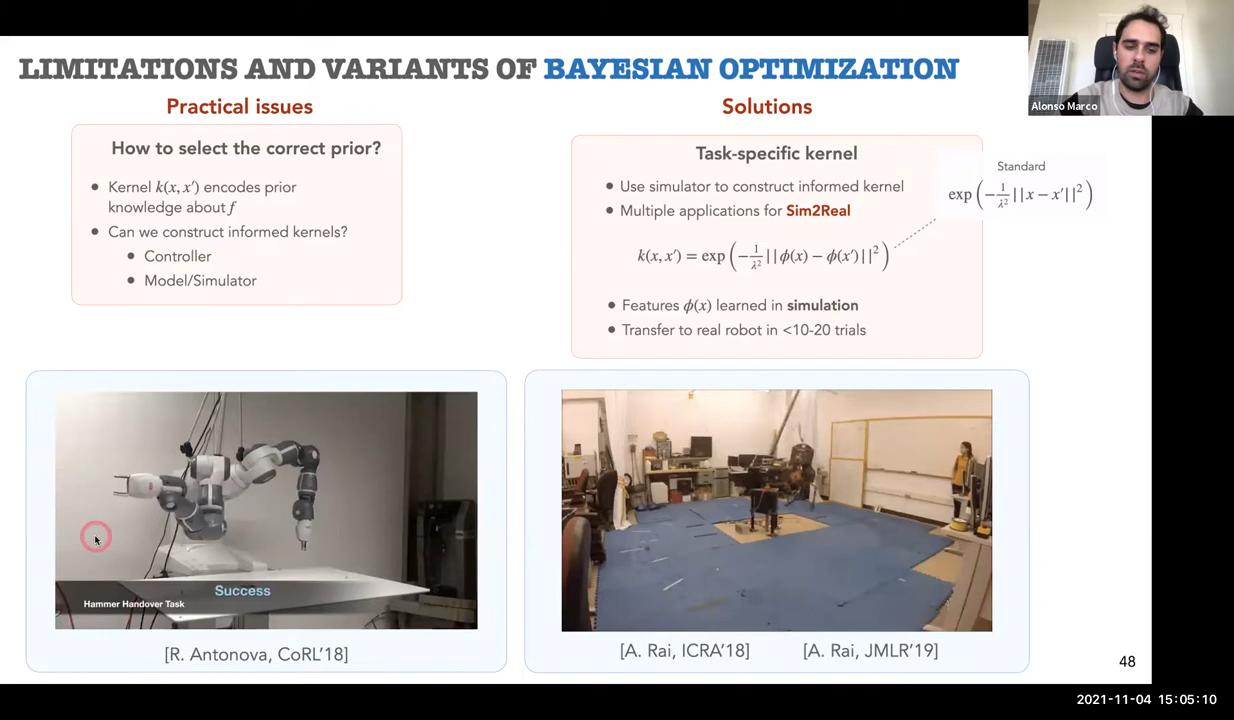 LIMITATIONS AND VARIANTS OF BAYESIAN OPTIMIZATION
Alonso Marco
Practical issues
How to select the correct prior?
• Kernel k(x, x′) encodes prior
knowledge about f
• Can we construct informed kernels?
• Controller
• Model/Simulator
Solutions
Task-specific kernel
• Use simulator to construct informed kernel
• Multiple applications for Sim2Real
k(x, x′) = exp(−1/λ² ||ϕ(x) − ϕ(x′)||²)
Standard
exp(−1/λ² ||x − x′||²)
• Features ϕ(x) learned in simulation
• Transfer to real robot in <10-20 trials
Success
Hammer Handover Task
[R. Antonova, CoRL’18]
[A. Rai, ICRA’18] [A. Rai, JMLR’19]
48
2021-11-04 15:05:10